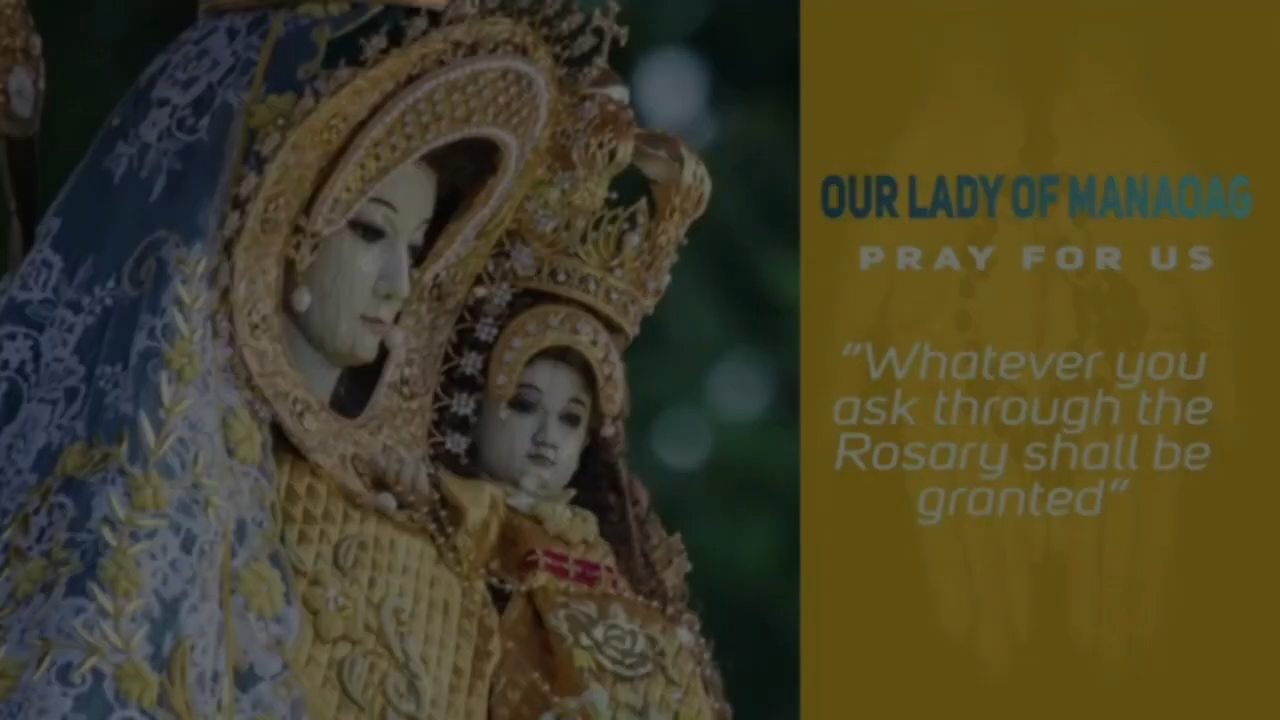 OUR LADY OF MANAOAG
PRAY FOR US
“Whatever you
ask through the
Rosary shall be
granted“